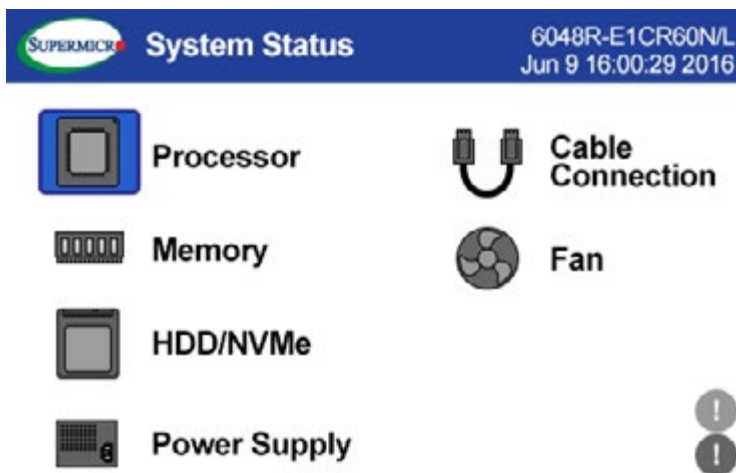 SUPERMICR
System Status
6048R-E1CR60N/L
Jun 9 16:00:29 2016
Processor
Cable
Connection
Memory
Fan
HDD/NVMe
Power Supply
!
!